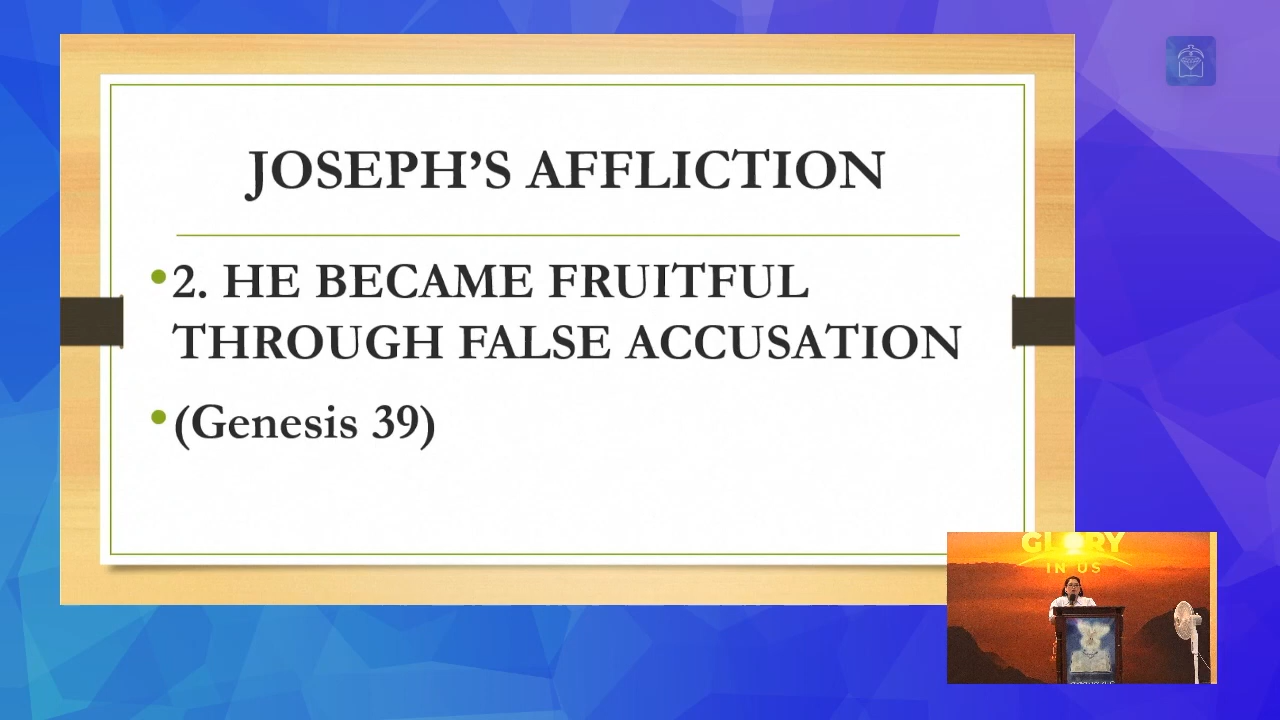 JOSEPH’S AFFLICTION
•2. HE BECAME FRUITFUL
THROUGH FALSE ACCUSATION
•(Genesis 39)
GLORY
IN US